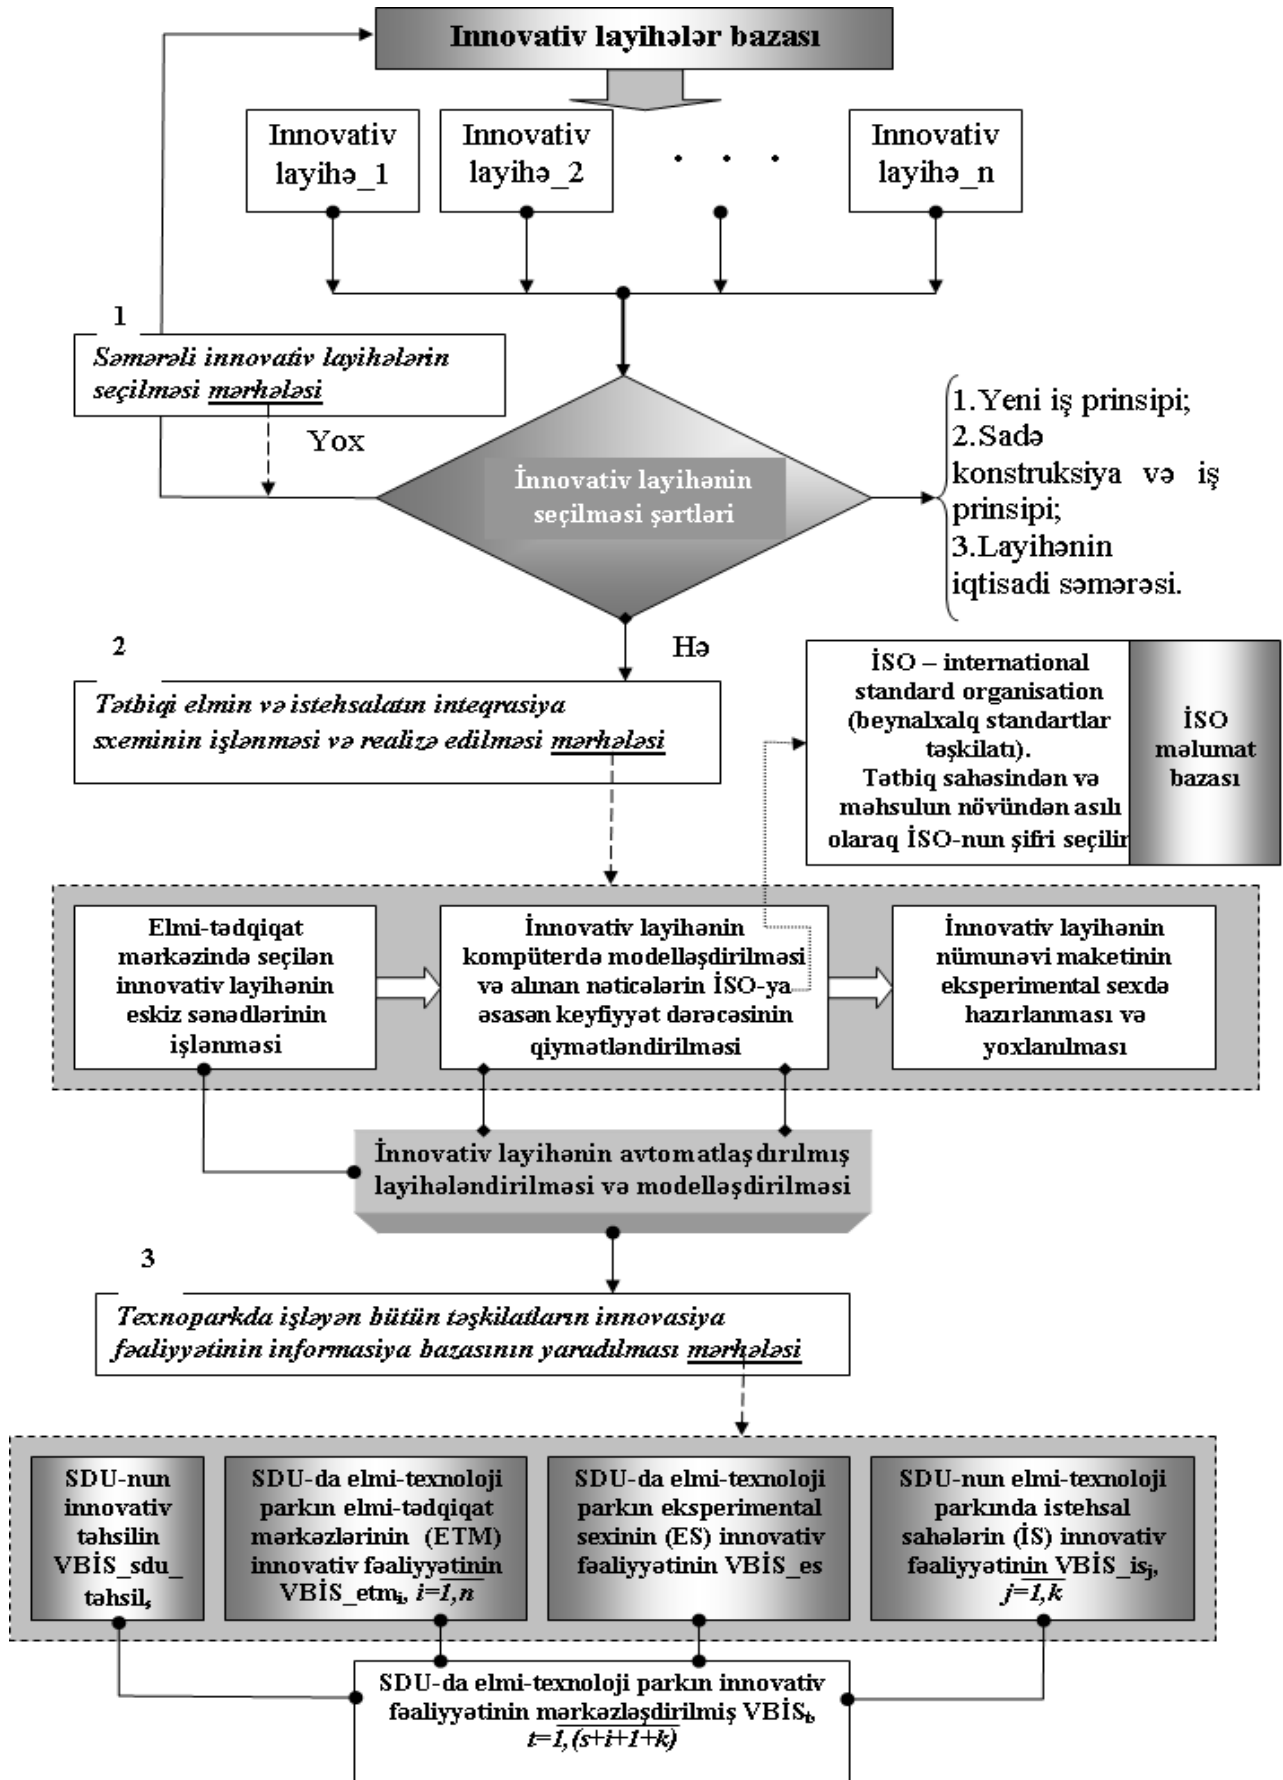 Innovativ layihələr bazası
Innovativ
layihə_1
Innovativ
layihə_2
. . .
Innovativ
layihə_n
1
Səmərəli innovativ layihələrin
seçilməsi mərhələsi
Yox
İnnovativ layihənin
seçilməsi şərtləri
1.Yeni iş prinsipi;
2.Sadə
konstruksiya və iş
prinsipi;
3.Layihənin
iqtisadi səmərəsi.
Hə
2
Tətbiqi elmin və istehsalatın inteqrasiya
sxeminin işlənməsi və realizə edilməsi mərhələsi
İSO – international
standard organisation
(beynalxalq standartlar
təşkilatı).
Tətbiq sahəsindən və
məhsulun növündən asılı
olaraq İSO-nun şifri seçilir
İSO
məlumat
bazası
Elmi-tədqiqat
mərkəzində seçilən
innovativ layihənin
eskiz sənədlərinin
işlənməsi
İnnovativ layihənin
kompüterdə modelləşdirilməsi
və alınan nəticələrin İSO-ya
əsasən keyfiyyət dərəcəsinin
qiymətləndirilməsi
İnnovativ layihənin
nümunəvi maketinin
eksperimental sexdə
hazırlanması və
yoxlanılması
İnnovativ layihənin avtomatlaşdırılmış
layihələndirilməsi və modelləşdirilməsi
3
Texnoparkda işləyən bütün təşkilatların innovasiya
fəaliyyətinin informasiya bazasının yaradılması mərhələsi
SDU-nun
innovativ
təhsilin
VBİS_sdu_
təhsilₛ
SDU-da elmi-texnoloji
parkın elmi-tədqiqat
mərkəzlərinin (ETM)
innovativ fəaliyyətinin
VBİS_etmᵢ, i=1,n
SDU-da elmi-texnoloji
parkın eksperimental
sexinin (ES) innovativ
fəaliyyətinin VBİS_es
SDU-nun elmi-texnoloji
parkında istehsal
sahələrin (İS) innovativ
fəaliyyətinin VBİS_isⱼ,
j=1,k
SDU-da elmi-texnoloji parkın innovativ
fəaliyyətinin mərkəzləşdirilmiş VBİSₜ,
t=1,(s+i+1+k)